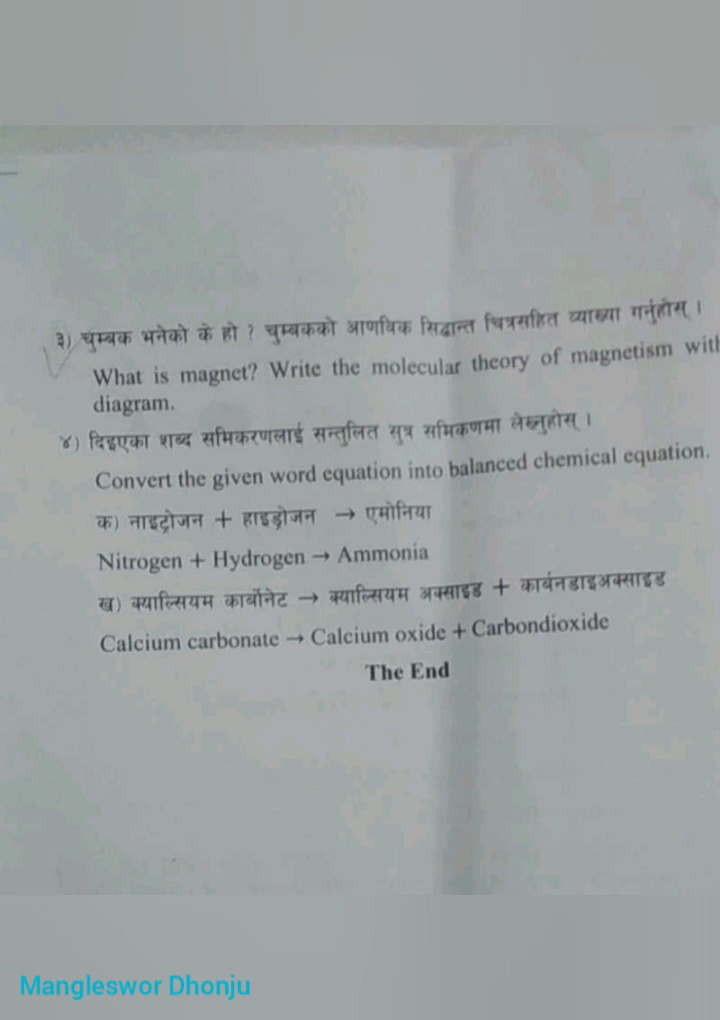 ३) चुम्बक भनेको के हो ? चुम्बकको आणविक सिद्धान्त चित्रसहित व्याख्या गर्नुहोस् ।
What is magnet? Write the molecular theory of magnetism with
diagram.
४) दिइएका शब्द समिकरणलाई सन्तुलित सुत्र समिकणमा लेख्नुहोस् ।
Convert the given word equation into balanced chemical equation.
क) नाइट्रोजन + हाइड्रोजन → एमोनिया
Nitrogen + Hydrogen → Ammonia
ख) क्याल्सियम कार्बोनेट → क्याल्सियम अक्साइड + कार्बनडाइअक्साइड
Calcium carbonate → Calcium oxide + Carbondioxide
The End
Mangleswor Dhonju